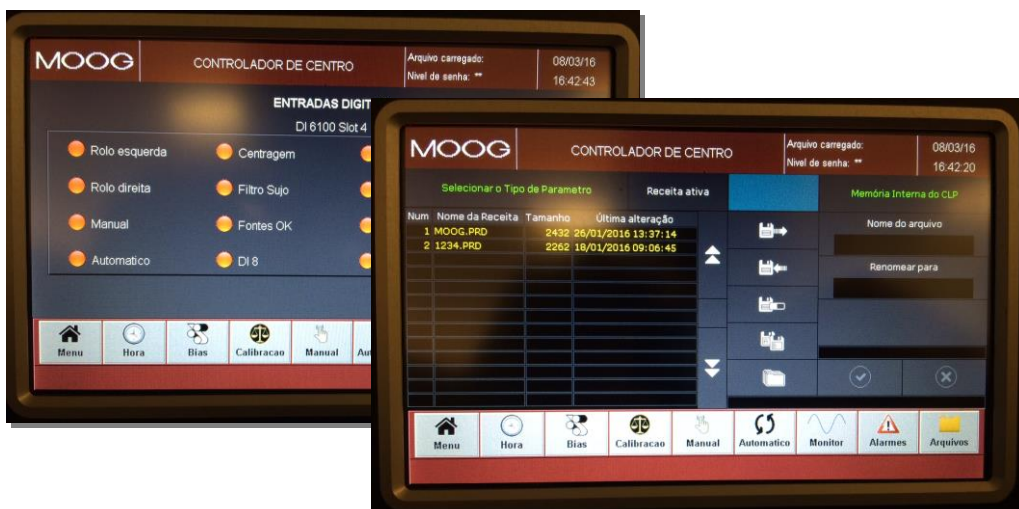 MOOG
CONTROLADOR DE CENTRO
Arquivo carregado:
Nivel de senha: **
08/03/16
16:42:43
ENTRADAS DIGIT
DI 6100 Slot 4
Rolo esquerda
Centragem
Rolo direita
Filtro Sujo
Manual
Fontes OK
Automatico
DI 8
Menu
Hora
Bias
Calibracao
Manual
MOOG
CONTROLADOR DE CENTRO
Arquivo carregado:
Nivel de senha: **
08/03/16
16:42:20
Selecionar o Tipo de Parametro
Receita ativa
Memória Interna do CLP
Num Nome da Receita Tamanho Última alteração
1 MOOG.PRD 2432 26/01/2016 13:37:14
2 1234.PRD 2262 18/01/2016 09:06:45
Nome do arquivo
Renomear para
Menu
Hora
Bias
Calibracao
Manual
Automatico
Monitor
Alarmes
Arquivos